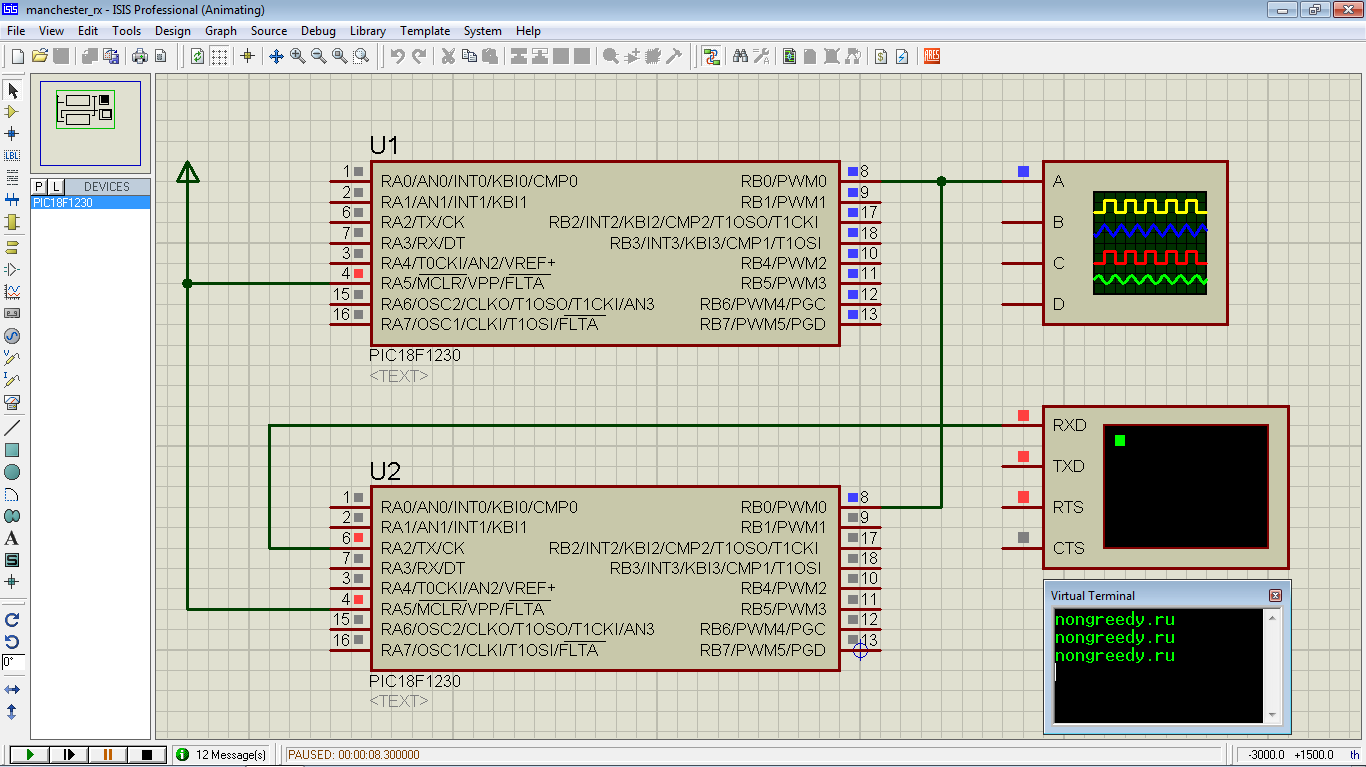 manchester_rx - ISIS Professional (Animating)
File View Edit Tools Design Graph Source Debug Library Template System Help
P L DEVICES
PIC18F1230
LBL
A
S
0°
U1
1 RA0/AN0/INT0/KBI0/CMP0 RB0/PWM0 8
2 RA1/AN1/INT1/KBI1 RB1/PWM1 9
6 RA2/TX/CK RB2/INT2/KBI2/CMP2/T1OSO/T1CKI 17
7 RA3/RX/DT RB3/INT3/KBI3/CMP1/T1OSI 18
3 RA4/T0CKI/AN2/VREF+ RB4/PWM2 10
4 RA5/MCLR/VPP/FLTA RB5/PWM3 11
15 RA6/OSC2/CLKO/T1OSO/T1CKI/AN3 RB6/PWM4/PGC 12
16 RA7/OSC1/CLKI/T1OSI/FLTA RB7/PWM5/PGD 13
PIC18F1230
<TEXT>
A
B
C
D
U2
1 RA0/AN0/INT0/KBI0/CMP0 RB0/PWM0 8
2 RA1/AN1/INT1/KBI1 RB1/PWM1 9
6 RA2/TX/CK RB2/INT2/KBI2/CMP2/T1OSO/T1CKI 17
7 RA3/RX/DT RB3/INT3/KBI3/CMP1/T1OSI 18
3 RA4/T0CKI/AN2/VREF+ RB4/PWM2 10
4 RA5/MCLR/VPP/FLTA RB5/PWM3 11
15 RA6/OSC2/CLKO/T1OSO/T1CKI/AN3 RB6/PWM4/PGC 12
16 RA7/OSC1/CLKI/T1OSI/FLTA RB7/PWM5/PGD 13
PIC18F1230
<TEXT>
RXD
TXD
RTS
CTS
Virtual Terminal
nongreedy.ru
nongreedy.ru
nongreedy.ru
12 Message(s) PAUSED: 00:00:08.300000 -3000.0 +1500.0 th